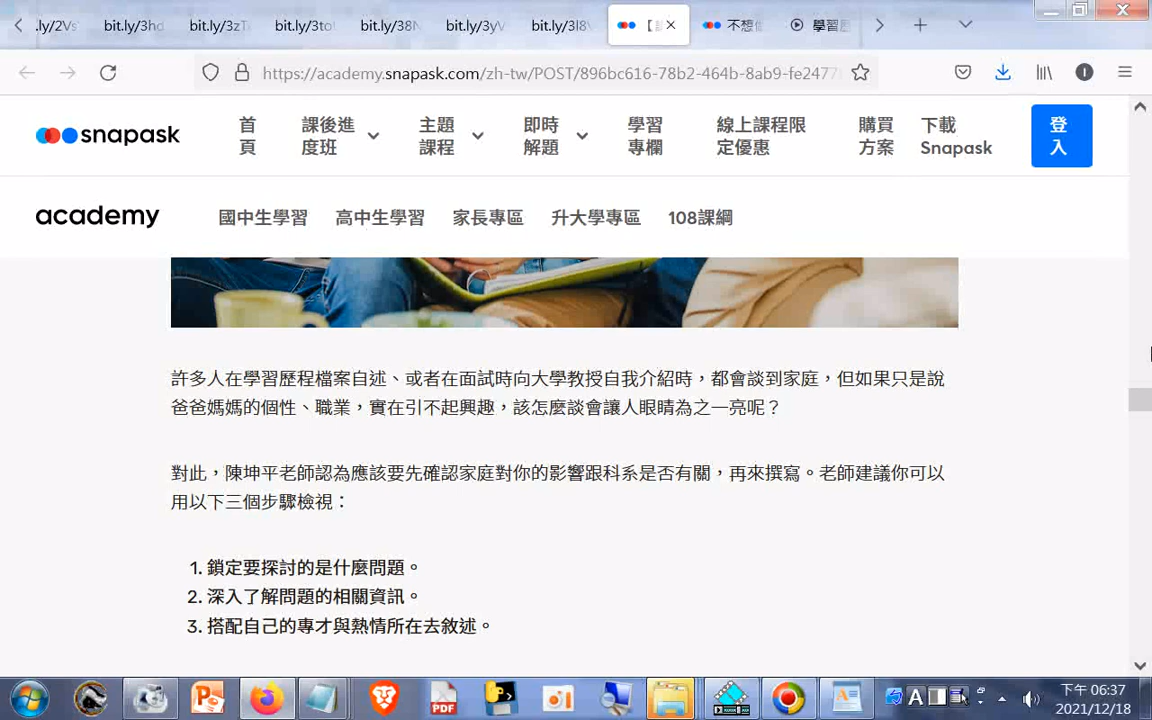 .ly/2Vs bit.ly/3hd bit.ly/3zT bit.ly/3to bit.ly/38N bit.ly/3yV bit.ly/3l8 不想 學習
https://academy.snapask.com/zh-tw/POST/896bc616-78b2-464b-8ab9-fe2477
snapask 首頁 課後進度班 主題課程 即時解題 學習專欄 線上課程限定優惠 購買方案 下載 Snapask 登入
academy 國中生學習 高中生學習 家長專區 升大學專區 108課綱
許多人在學習歷程檔案自述、或者在面試時向大學教授自我介紹時，都會談到家庭，但如果只是說
爸爸媽媽的個性、職業，實在引不起興趣，該怎麼談會讓人眼睛為之一亮呢？
對此，陳坤平老師認為應該要先確認家庭對你的影響跟科系是否有關，再來撰寫。老師建議你可以
用以下三個步驟檢視：
1. 鎖定要探討的是什麼問題。
2. 深入了解問題的相關資訊。
3. 搭配自己的專才與熱情所在去敘述。
PDF A 下午 06:37
2021/12/18